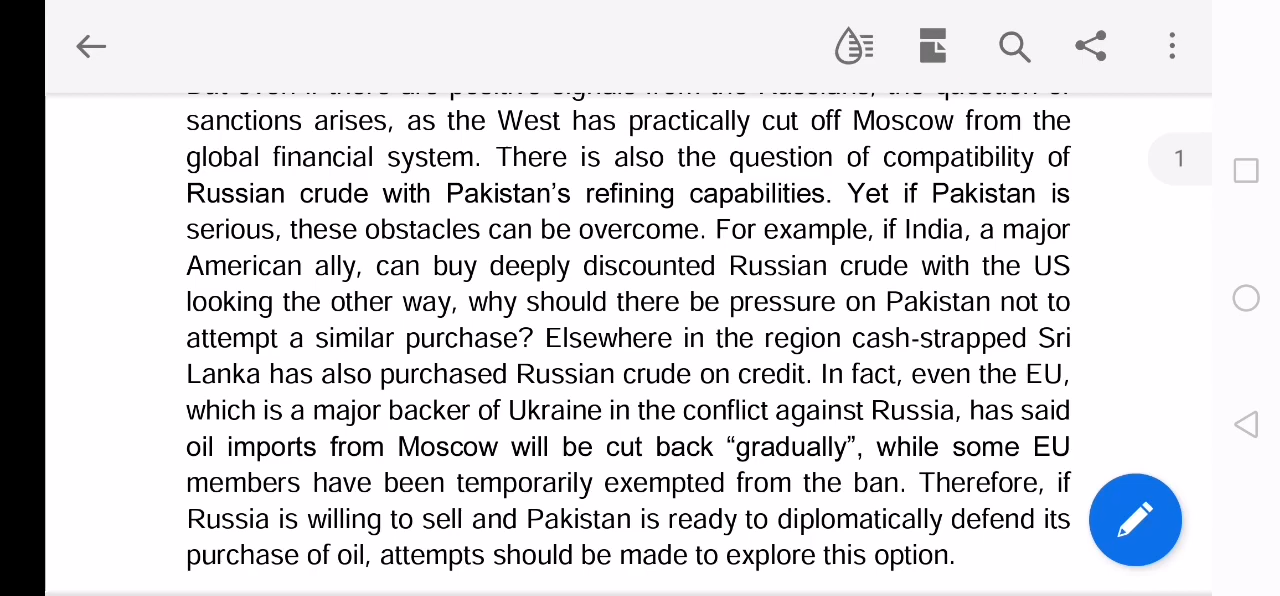 1
sanctions arises, as the West has practically cut off Moscow from the
global financial system. There is also the question of compatibility of
Russian crude with Pakistan’s refining capabilities. Yet if Pakistan is
serious, these obstacles can be overcome. For example, if India, a major
American ally, can buy deeply discounted Russian crude with the US
looking the other way, why should there be pressure on Pakistan not to
attempt a similar purchase? Elsewhere in the region cash-strapped Sri
Lanka has also purchased Russian crude on credit. In fact, even the EU,
which is a major backer of Ukraine in the conflict against Russia, has said
oil imports from Moscow will be cut back “gradually”, while some EU
members have been temporarily exempted from the ban. Therefore, if
Russia is willing to sell and Pakistan is ready to diplomatically defend its
purchase of oil, attempts should be made to explore this option.